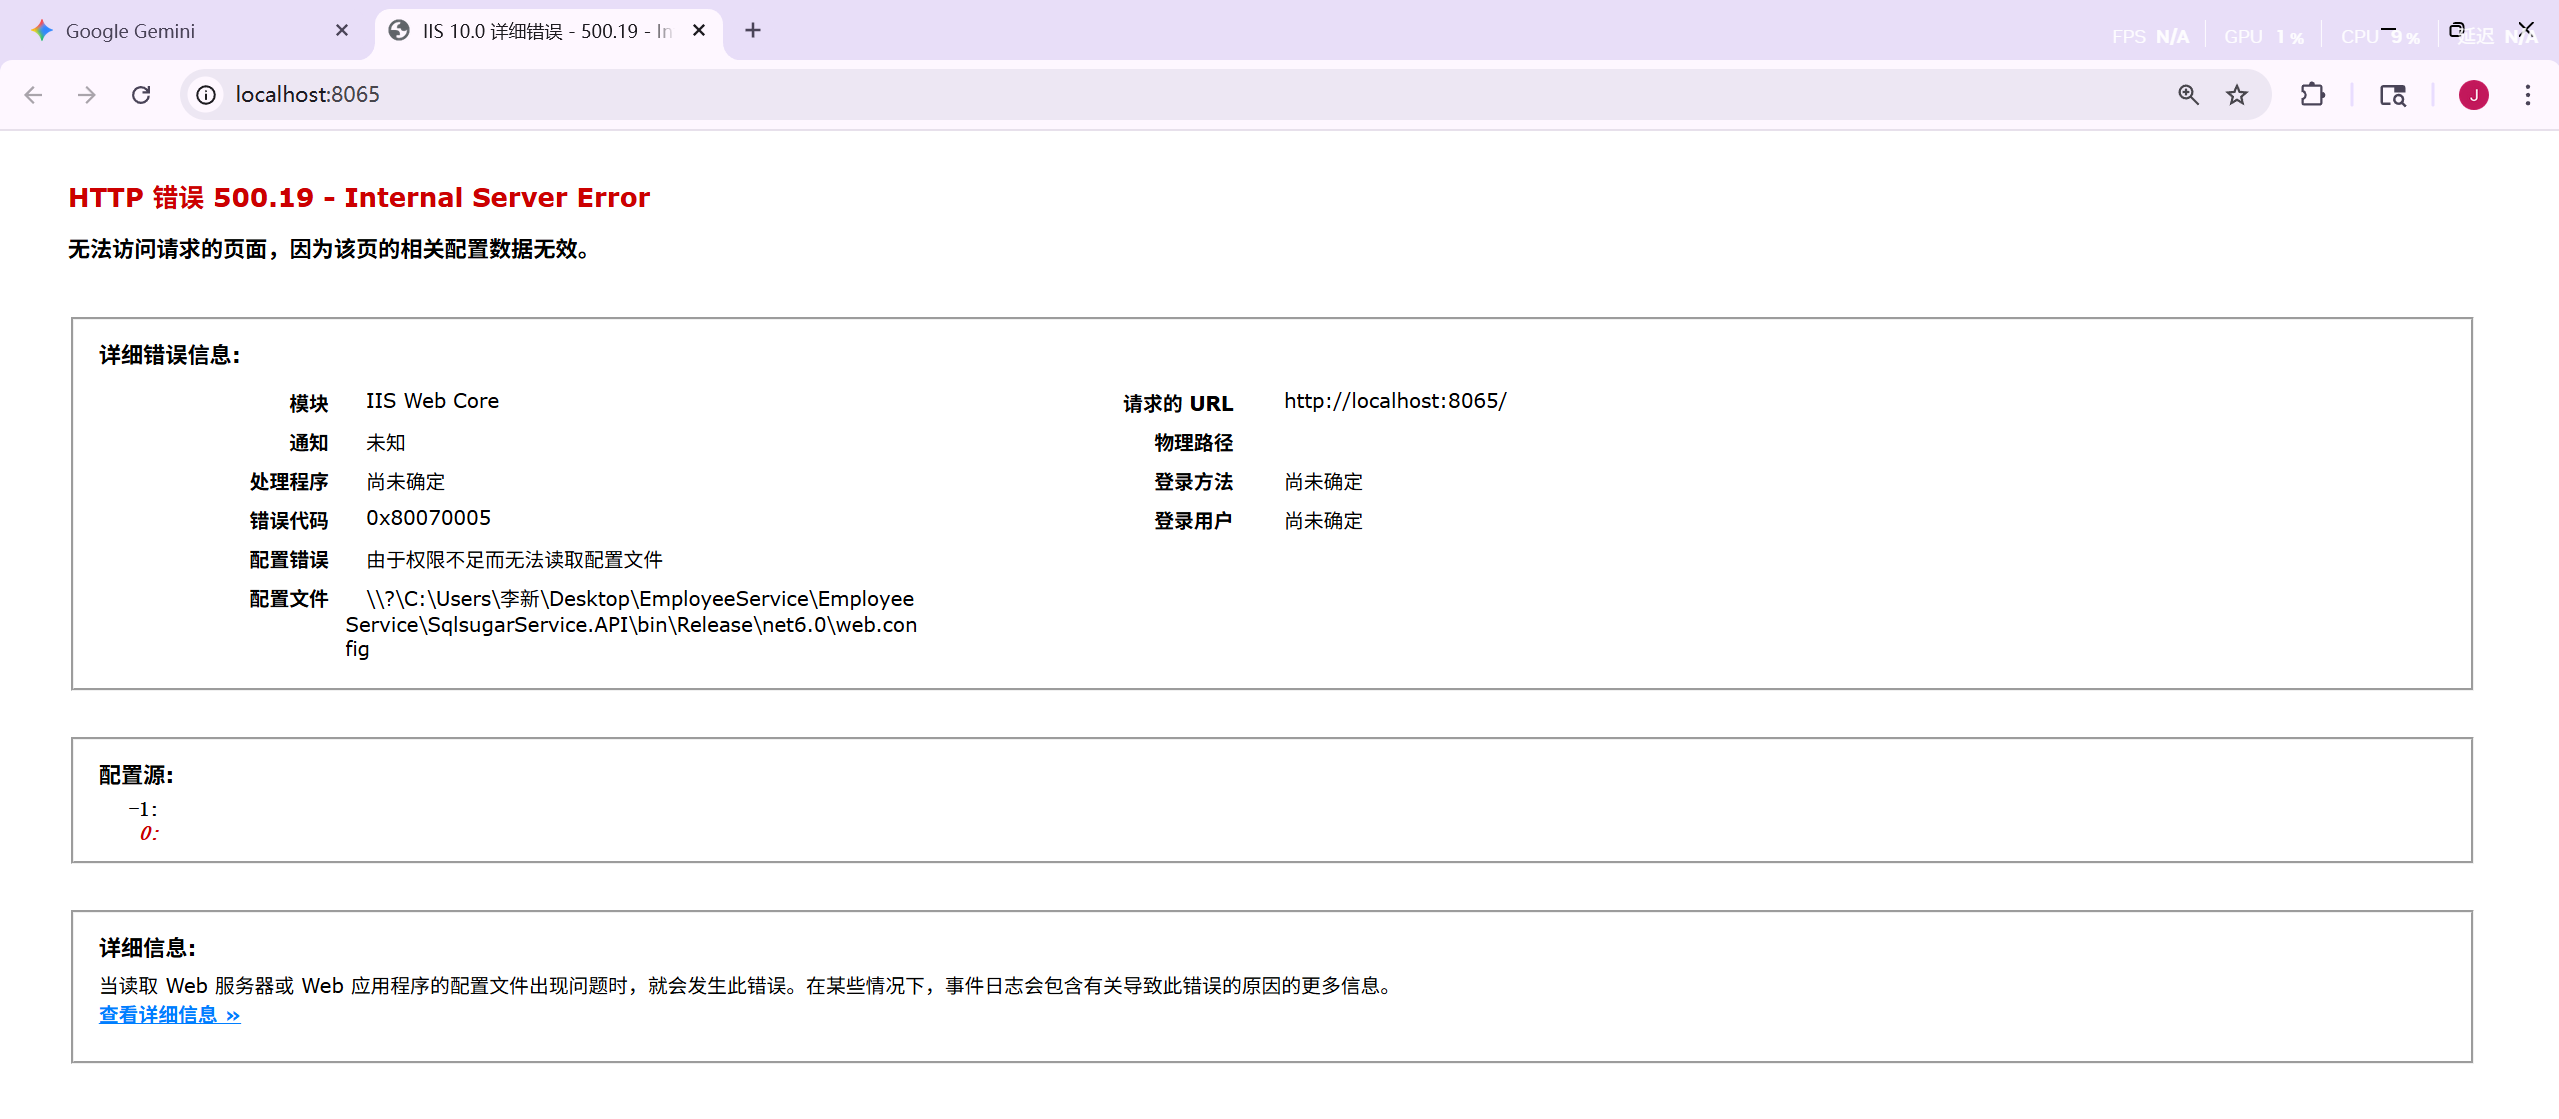 Google Gemini
IIS 10.0 详细错误 - 500.19 - In
FPS N/A GPU 1 % CPU 9 % 延迟 N/A
localhost:8065
J
HTTP 错误 500.19 - Internal Server Error
无法访问请求的页面，因为该页的相关配置数据无效。
详细错误信息:
模块 IIS Web Core
通知 未知
处理程序 尚未确定
错误代码 0x80070005
配置错误 由于权限不足而无法读取配置文件
配置文件 \\?\C:\Users\李新\Desktop\EmployeeService\Employee
Service\SqlsugarService.API\bin\Release\net6.0\web.con
fig
请求的 URL http://localhost:8065/
物理路径
登录方法 尚未确定
登录用户 尚未确定
配置源:
-1:
0:
详细信息:
当读取 Web 服务器或 Web 应用程序的配置文件出现问题时，就会发生此错误。在某些情况下，事件日志会包含有关导致此错误的原因的更多信息。
查看详细信息 »